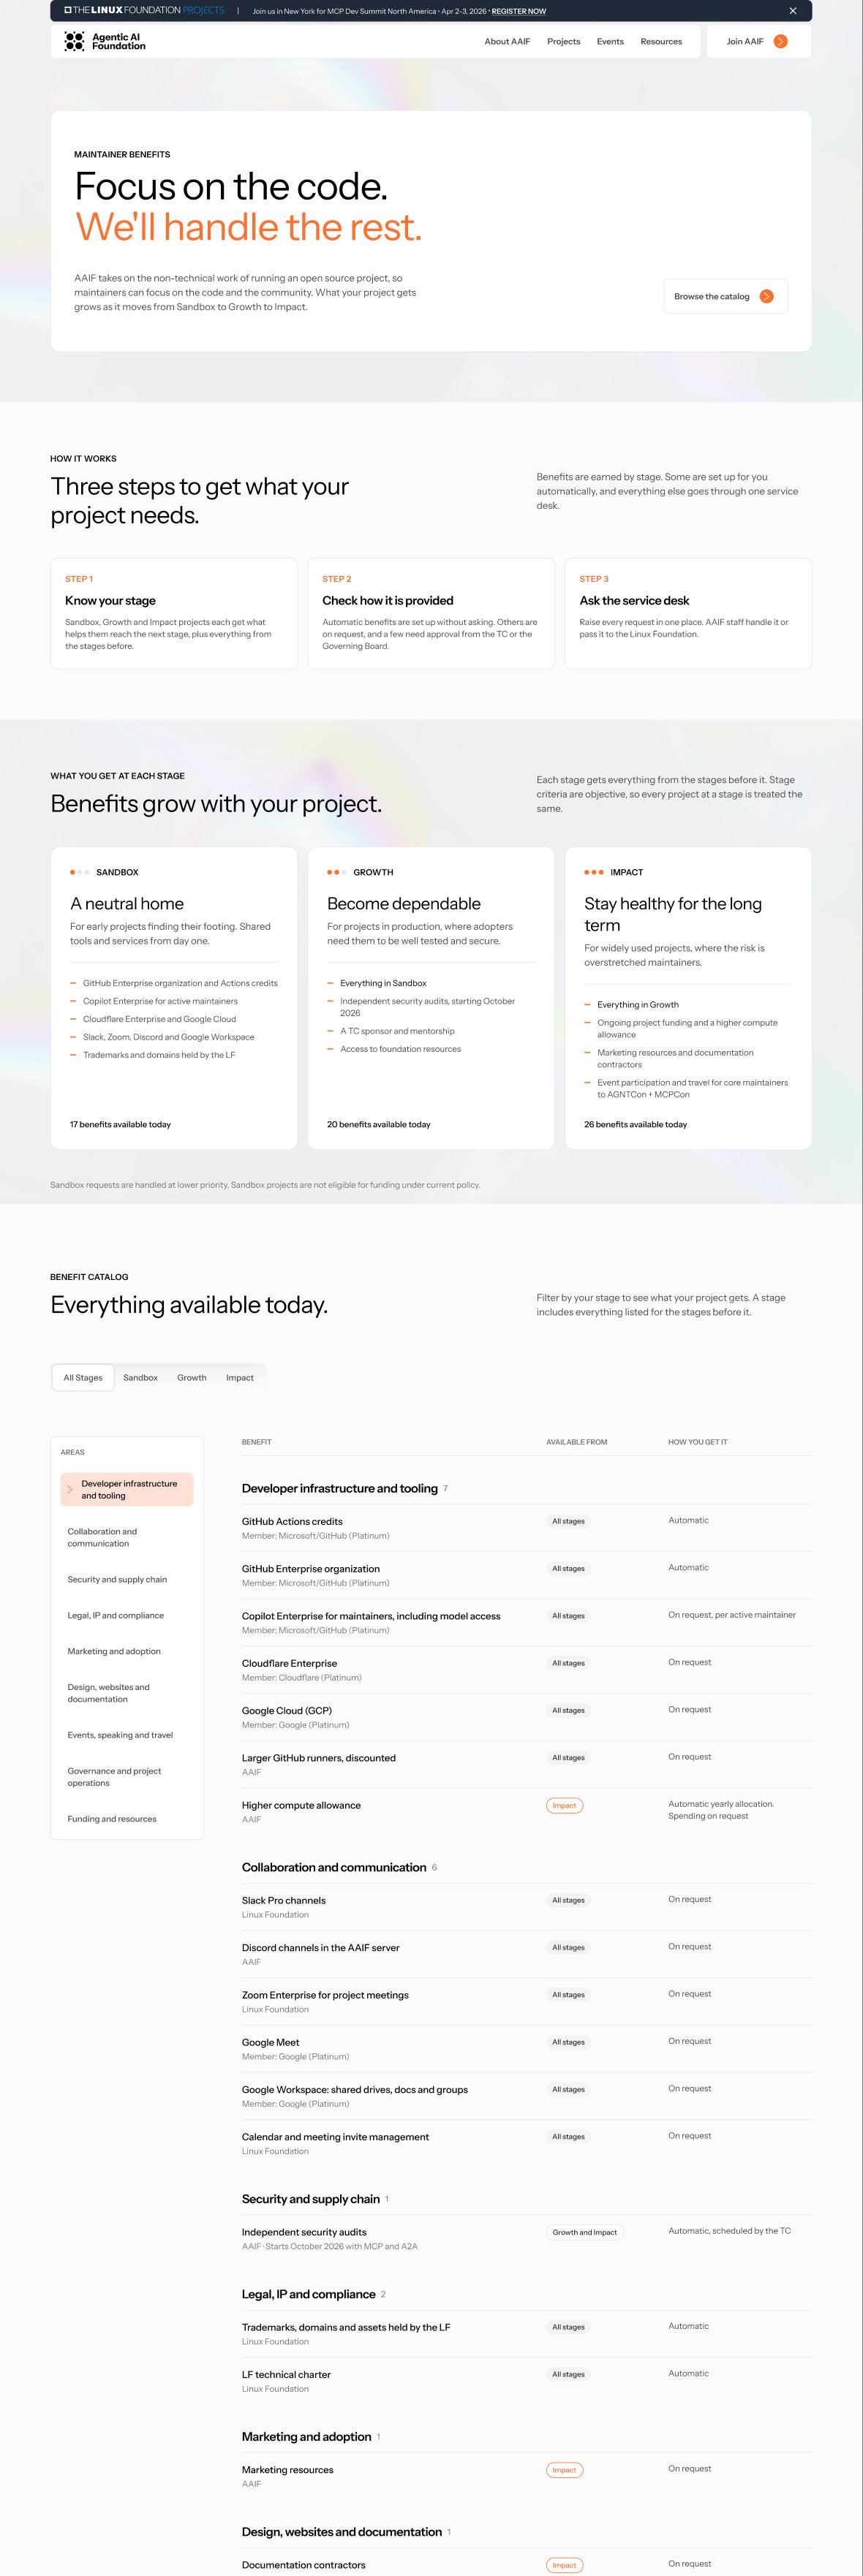 THE LINUX FOUNDATION PROJECTS | Join us in New York for MCP Dev Summit North America • Apr 2–3, 2026 • REGISTER NOW
Agentic AI
Foundation
About AAIF Projects Events Resources Join AAIF
MAINTAINER BENEFITS
Focus on the code.
We'll handle the rest.
AAIF takes on the non-technical work of running an open source project, so
maintainers can focus on the code and the community. What your project gets
grows as it moves from Sandbox to Growth to Impact.
Browse the catalog
HOW IT WORKS
Three steps to get what your
project needs.
Benefits are earned by stage. Some are set up for you
automatically, and everything else goes through one service
desk.
STEP 1
Know your stage
Sandbox, Growth and Impact projects each get what
helps them reach the next stage, plus everything from
the stages before.
STEP 2
Check how it is provided
Automatic benefits are set up without asking. Others are
on request, and a few need approval from the TC or the
Governing Board.
STEP 3
Ask the service desk
Raise every request in one place. AAIF staff handle it or
pass it to the Linux Foundation.
WHAT YOU GET AT EACH STAGE
Benefits grow with your project.
Each stage gets everything from the stages before it. Stage
criteria are objective, so every project at a stage is treated the
same.
SANDBOX
A neutral home
For early projects finding their footing. Shared
tools and services from day one.
GitHub Enterprise organization and Actions credits
Copilot Enterprise for active maintainers
Cloudflare Enterprise and Google Cloud
Slack, Zoom, Discord and Google Workspace
Trademarks and domains held by the LF
17 benefits available today
GROWTH
Become dependable
For projects in production, where adopters
need them to be well tested and secure.
Everything in Sandbox
Independent security audits, starting October
2026
A TC sponsor and mentorship
Access to foundation resources
20 benefits available today
IMPACT
Stay healthy for the long
term
For widely used projects, where the risk is
overstretched maintainers.
Everything in Growth
Ongoing project funding and a higher compute
allowance
Marketing resources and documentation
contractors
Event participation and travel for core maintainers
to AGNTCon + MCPCon
26 benefits available today
Sandbox requests are handled at lower priority. Sandbox projects are not eligible for funding under current policy.
BENEFIT CATALOG
Everything available today.
Filter by your stage to see what your project gets. A stage
includes everything listed for the stages before it.
All Stages Sandbox Growth Impact
AREAS
Developer infrastructure
and tooling
Collaboration and
communication
Security and supply chain
Legal, IP and compliance
Marketing and adoption
Design, websites and
documentation
Events, speaking and travel
Governance and project
operations
Funding and resources
BENEFIT AVAILABLE FROM HOW YOU GET IT
Developer infrastructure and tooling 7
GitHub Actions credits All stages Automatic
Member: Microsoft/GitHub (Platinum)
GitHub Enterprise organization All stages Automatic
Member: Microsoft/GitHub (Platinum)
Copilot Enterprise for maintainers, including model access All stages On request, per active maintainer
Member: Microsoft/GitHub (Platinum)
Cloudflare Enterprise All stages On request
Member: Cloudflare (Platinum)
Google Cloud (GCP) All stages On request
Member: Google (Platinum)
Larger GitHub runners, discounted All stages On request
AAIF
Higher compute allowance Impact Automatic yearly allocation.
Spending on request
AAIF
Collaboration and communication 6
Slack Pro channels All stages On request
Linux Foundation
Discord channels in the AAIF server All stages On request
AAIF
Zoom Enterprise for project meetings All stages On request
Linux Foundation
Google Meet All stages On request
Member: Google (Platinum)
Google Workspace: shared drives, docs and groups All stages On request
Member: Google (Platinum)
Calendar and meeting invite management All stages On request
Linux Foundation
Security and supply chain 1
Independent security audits Growth and Impact Automatic, scheduled by the TC
AAIF · Starts October 2026 with MCP and A2A
Legal, IP and compliance 2
Trademarks, domains and assets held by the LF All stages Automatic
Linux Foundation
LF technical charter All stages Automatic
Linux Foundation
Marketing and adoption 1
Marketing resources Impact On request
AAIF
Design, websites and documentation 1
Documentation contractors Impact On request